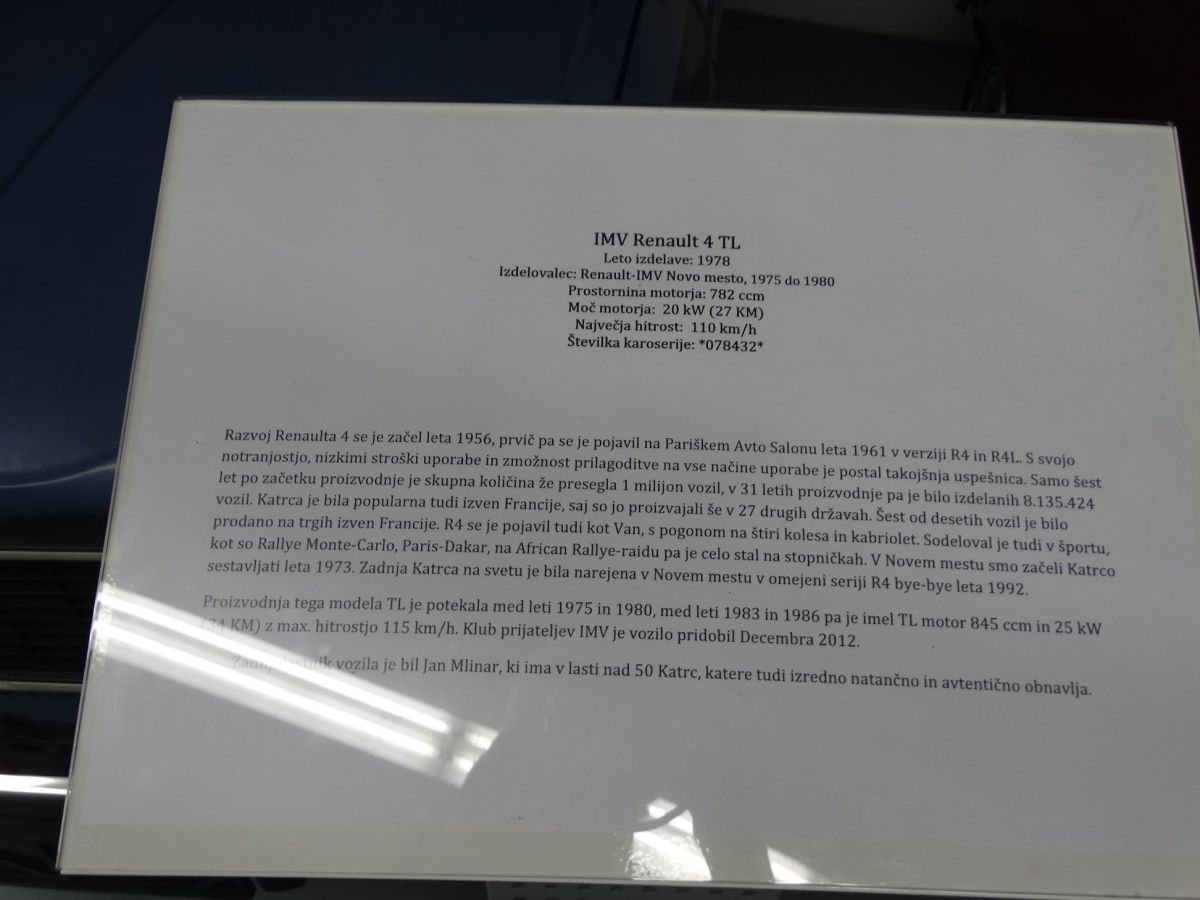 IMV Renault 4 TL
Leto izdelave: 1978
Izdelovalec: Renault-IMV Novo mesto, 1975 do 1980
Prostornina motorja: 782 ccm
Moč motorja:  20 kW (27 KM)
Največja hitrost:  110 km/h
Številka karoserije: *078432*
Razvoj Renaulta 4 se je začel leta 1956, prvič pa se je pojavil na Pariškem Avto Salonu leta 1961 v verziji R4 in R4L. S svojo
notranjostjo, nizkimi stroški uporabe in zmožnost prilagoditve na vse načine uporabe je postal takojšnja uspešnica. Samo šest
let po začetku proizvodnje je skupna količina že presegla 1 milijon vozil, v 31 letih proizvodnje pa je bilo izdelanih 8.135.424
vozil. Katrca je bila popularna tudi izven Francije, saj so jo proizvajali še v 27 drugih državah. Šest od desetih vozil je bilo
prodano na trgih izven Francije. R4 se je pojavil tudi kot Van, s pogonom na štiri kolesa in kabriolet. Sodeloval je tudi v športu,
kot so Rallye Monte-Carlo, Paris-Dakar, na African Rallye-raidu pa je celo stal na stopničkah. V Novem mestu smo začeli Katrco
sestavljati leta 1973. Zadnja Katrca na svetu je bila narejena v Novem mestu v omejeni seriji R4 bye-bye leta 1992.
Proizvodnja tega modela TL je potekala med leti 1975 in 1980, med leti 1983 in 1986 pa je imel TL motor 845 ccm in 25 kW
(34 KM) z max. hitrostjo 115 km/h. Klub prijateljev IMV je vozilo pridobil Decembra 2012.
Zadnji lastnik vozila je bil Jan Mlinar, ki ima v lasti nad 50 Katrc, katere tudi izredno natančno in avtentično obnavlja.